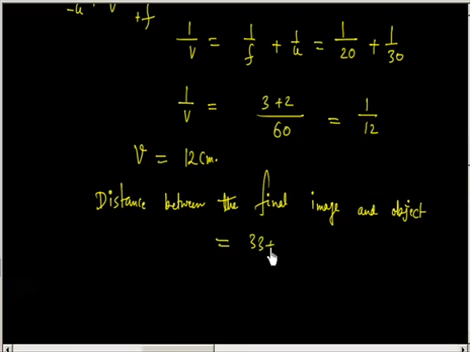 -u + v +f
1/v = 1/f + 1/u = 1/20 + 1/30
1/v = 3+2/60 = 1/12
V = 12cm.
Distance between the final image and object
= 33+